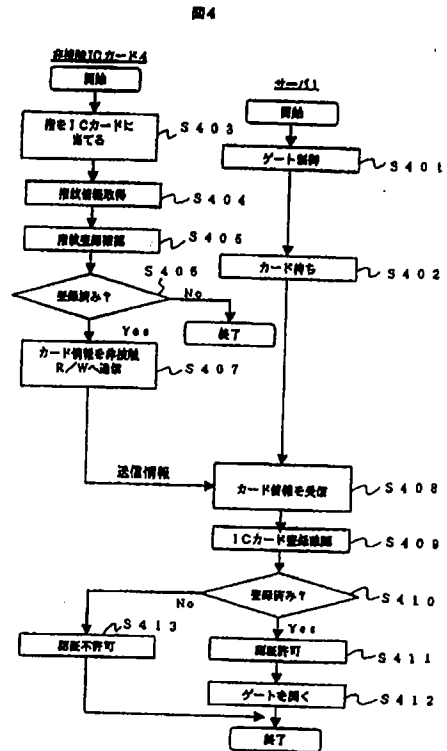 図4
非接触ICカード4
開始
指をICカードに
当てる
S403
指紋情報取得
S404
指紋登録確認
S405
登録済み?
S406
No
終了
Yes
カード情報を非接触
R/Wへ送信
S407
送信情報
サーバ1
開始
ゲート制御
S401
カード待ち
S402
カード情報を受信
S408
ICカード登録確認
S409
登録済み?
S410
No
Yes
認証不許可
S413
認証許可
S411
ゲートを開く
S412
終了